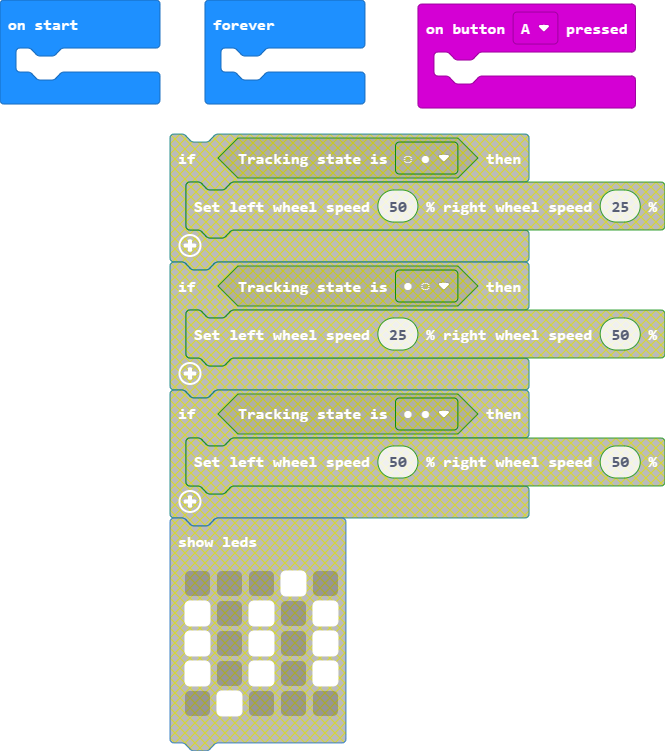 on start
forever
on button A pressed
if Tracking state is ◌ ● then
Set left wheel speed 50 % right wheel speed 25 %
if Tracking state is ● ◌ then
Set left wheel speed 25 % right wheel speed 50 %
if Tracking state is ● ● then
Set left wheel speed 50 % right wheel speed 50 %
show leds